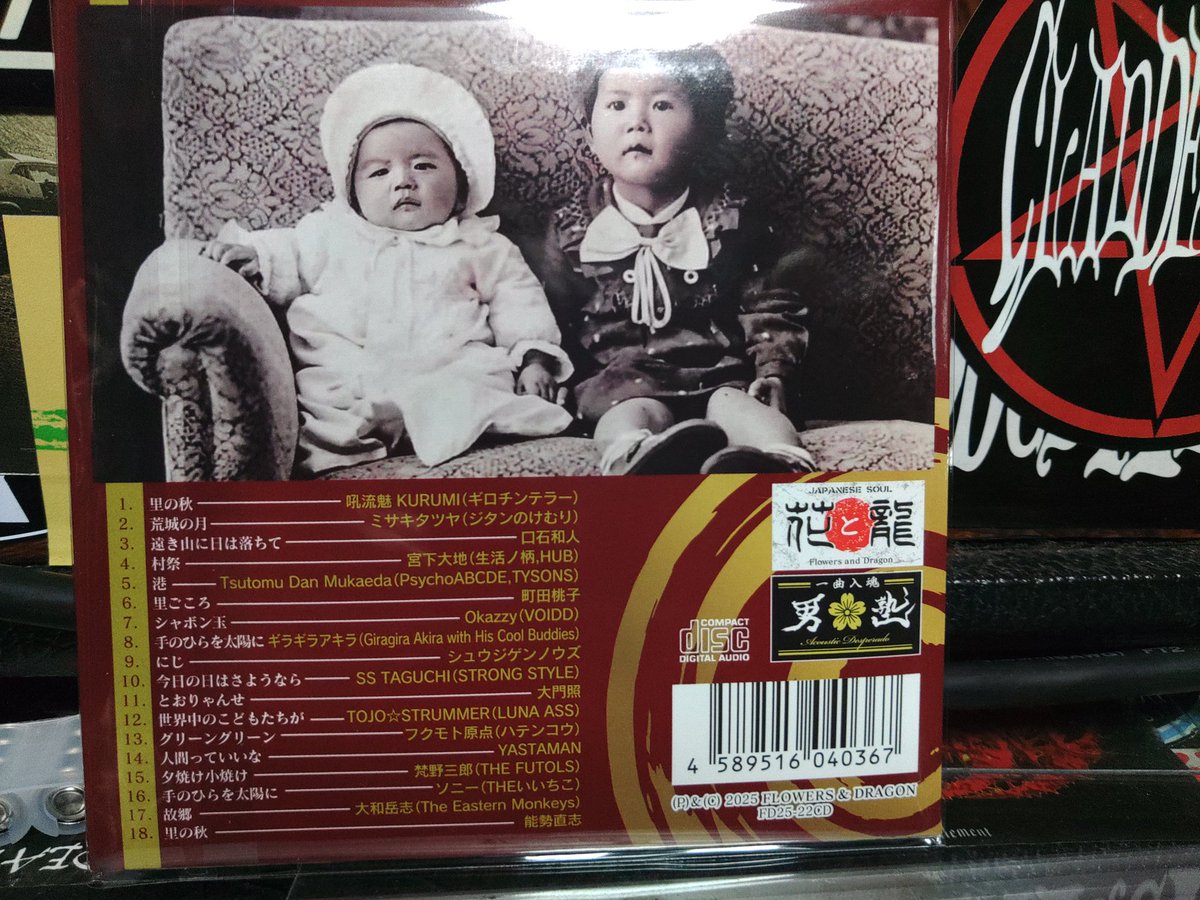 1. 里の秋 吼流魅 KURUMI(ギロチンテラー)
2. 荒城の月 ミサキタツヤ(ジタンのけむり)
3. 遠き山に日は落ちて 口石和人
4. 村祭 宮下大地(生活ノ柄,HUB)
5. 港 Tsutomu Dan Mukaeda(PsychoABCDE,TYSONS)
6. 里ごころ 町田桃子
7. シャボン玉 Okazzy(VOIDD)
8. 手のひらを太陽に ギラギラアキラ(Giragira Akira with His Cool Buddies)
9. にじ シュウジゲンノウズ
10. 今日の日はさようなら SS TAGUCHI(STRONG STYLE)
11. とおりゃんせ 大門照
12. 世界中のこどもたちが TOJO☆STRUMMER(LUNA ASS)
13. グリーングリーン フクモト原点(ハテンコウ)
14. 人間っていいな YASTAMAN
15. 夕焼け小焼け 梵野三郎(THE FUTOLS)
16. 手のひらを太陽に ソニー(THEいいちこ)
17. 故郷 大和岳志(The Eastern Monkeys)
18. 里の秋 能勢直志
JAPANESE SOUL
花と龍
Flowers and Dragon
一曲入魂
男熱
Acoustic Desperado
COMPACT
disc
DIGITAL AUDIO
4 589516 040367
(P)&(C) 2025 FLOWERS & DRAGON
FD25-22CD